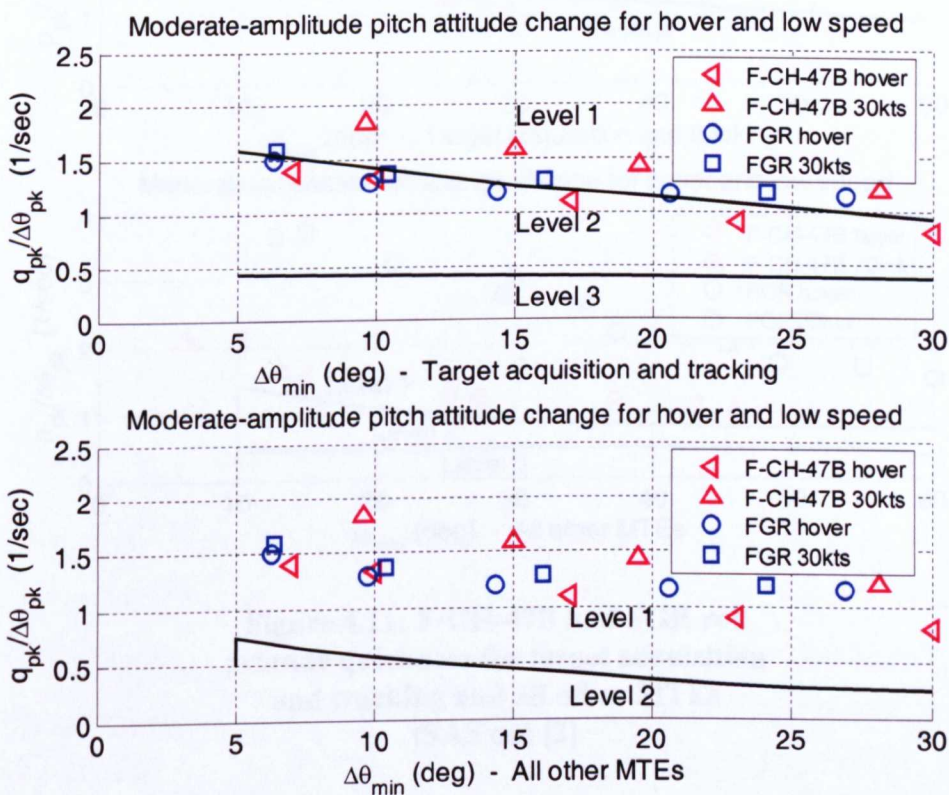 Moderate-amplitude pitch attitude change for hover and low speed
2.5
2
1.5
1
0.5
0
q_pk/Δθ_pk (1/sec)
F-CH-47B hover
F-CH-47B 30kts
FGR hover
FGR 30kts
Level 1
Level 2
Level 3
0 5 10 15 20 25 30
Δθ_min (deg) - Target acquisition and tracking
Moderate-amplitude pitch attitude change for hover and low speed
2.5
2
1.5
1
0.5
0
q_pk/Δθ_pk (1/sec)
F-CH-47B hover
F-CH-47B 30kts
FGR hover
FGR 30kts
Level 1
Level 2
0 5 10 15 20 25 30
Δθ_min (deg) - All other MTEs